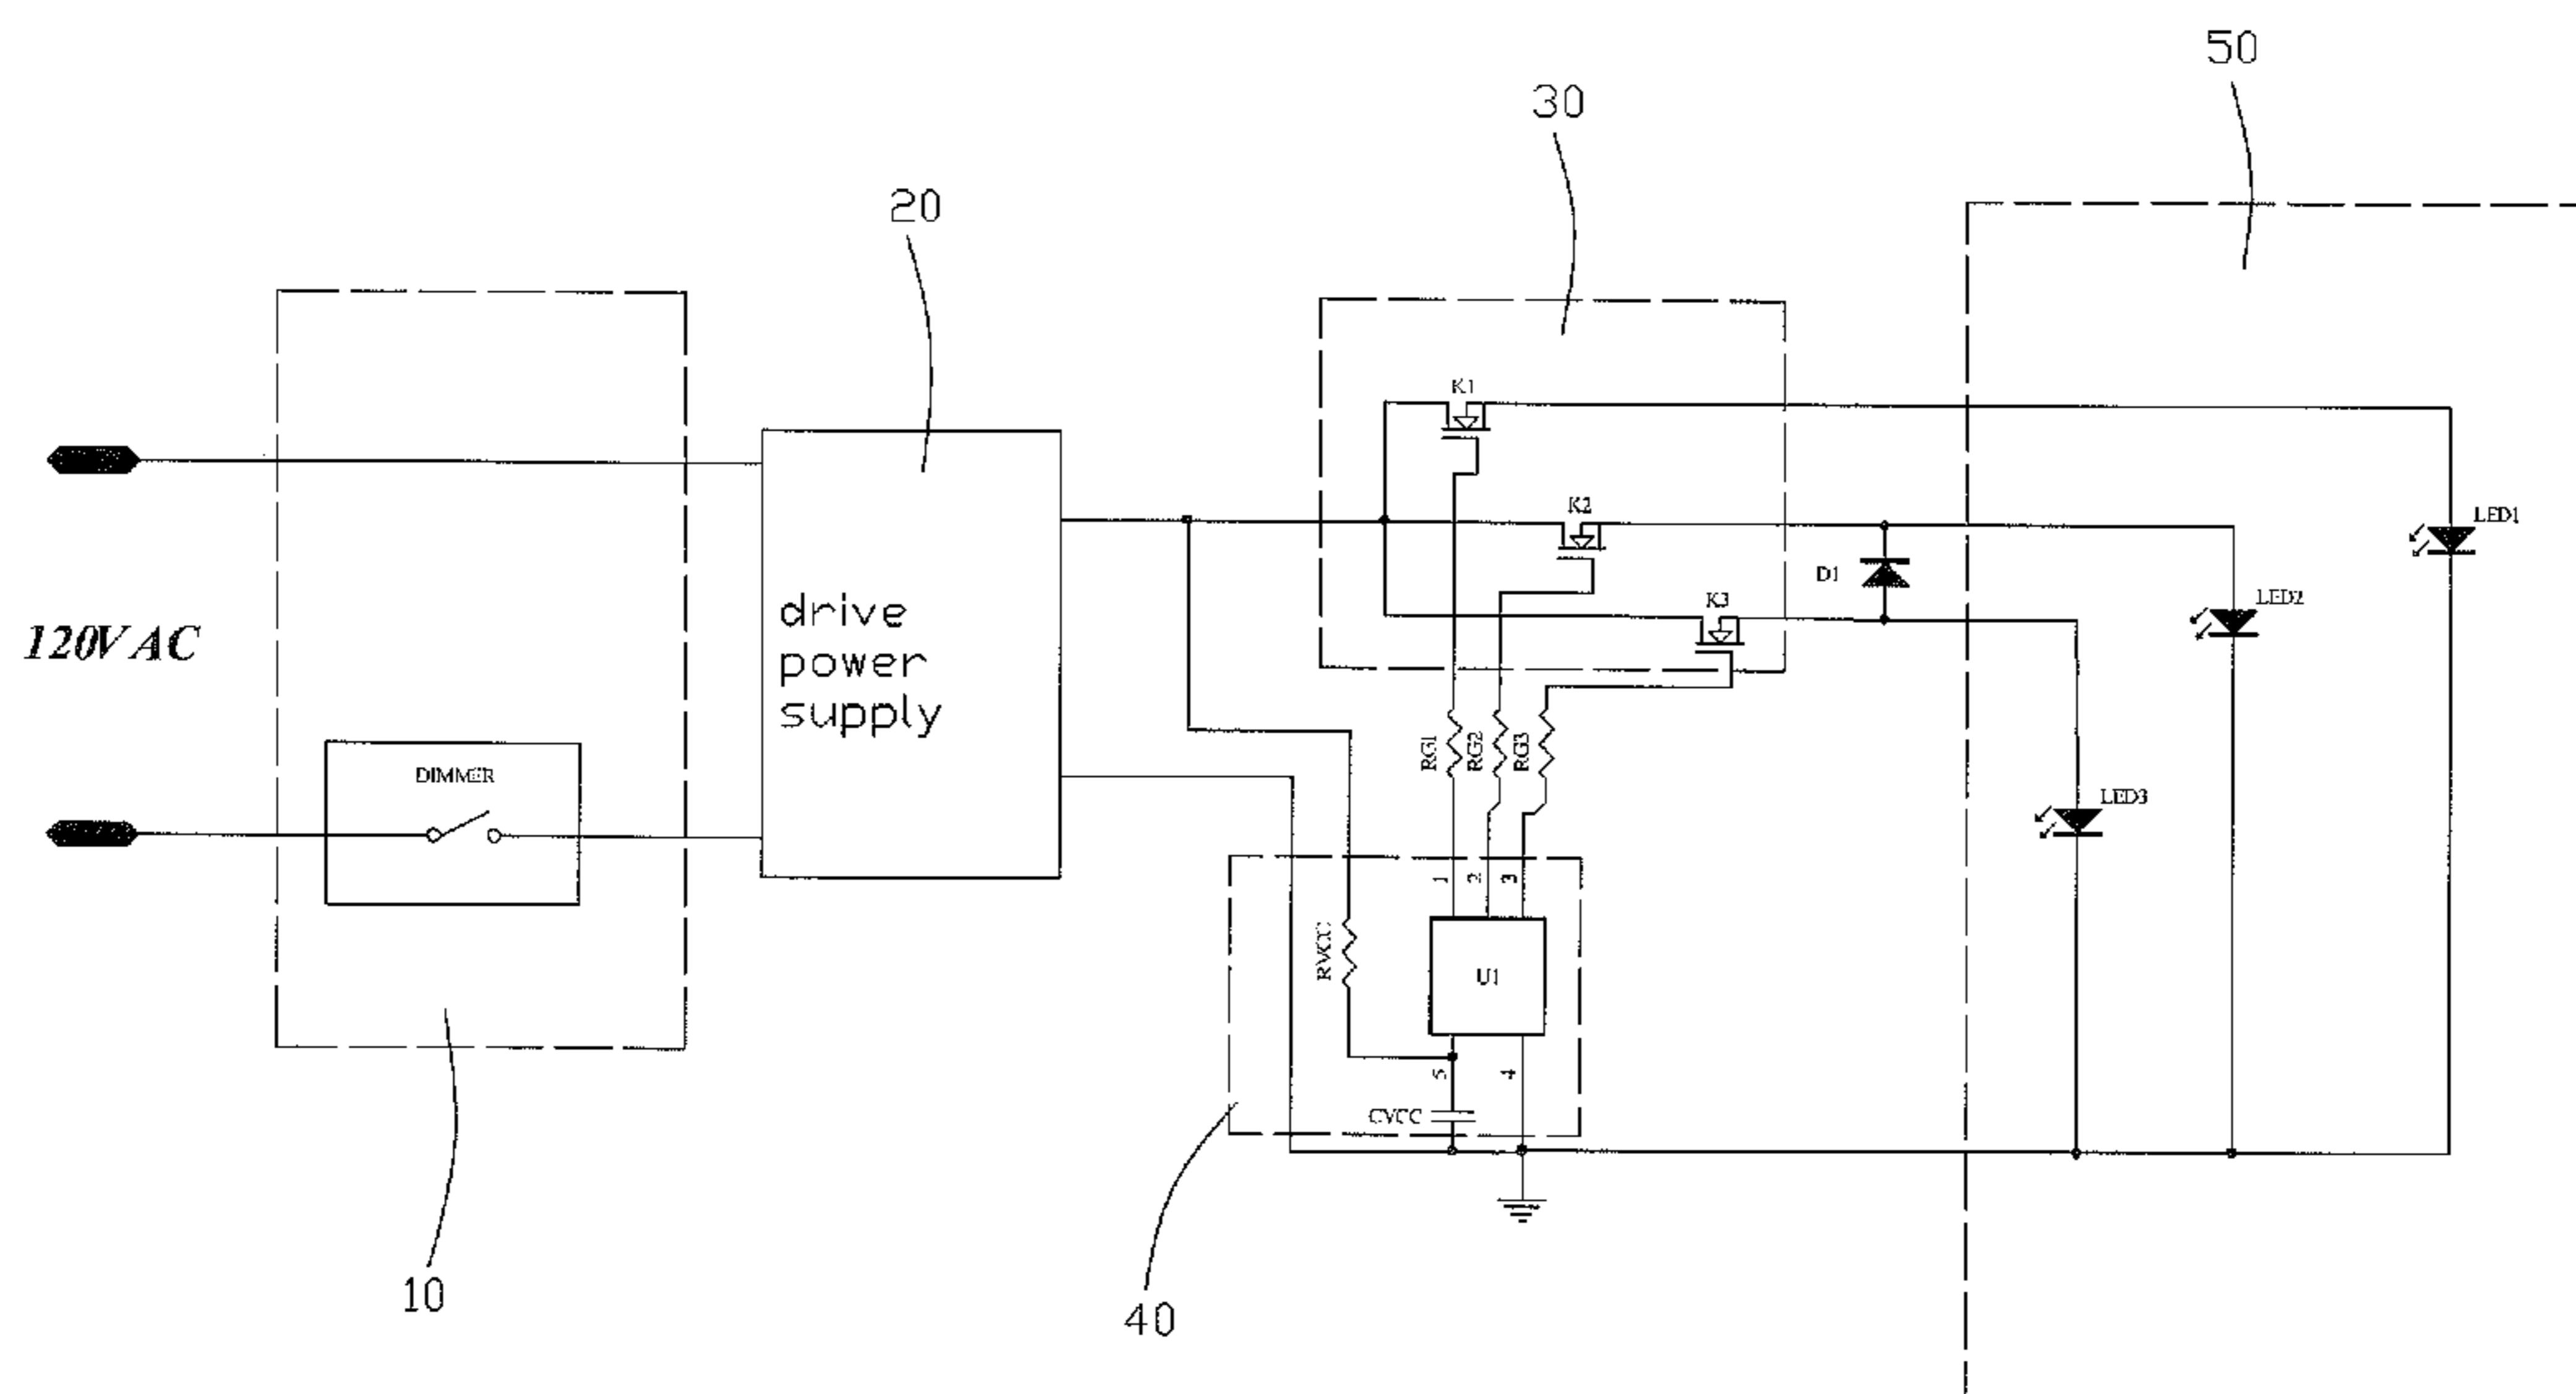 50
30
20
K1
K2
LED1
D1
LED2
K3
drive
power
supply
120V AC
RG1
RG2
RG3
DIMMER
LED3
1
2
3
RVCC
U1
5
4
CVCC
10
40